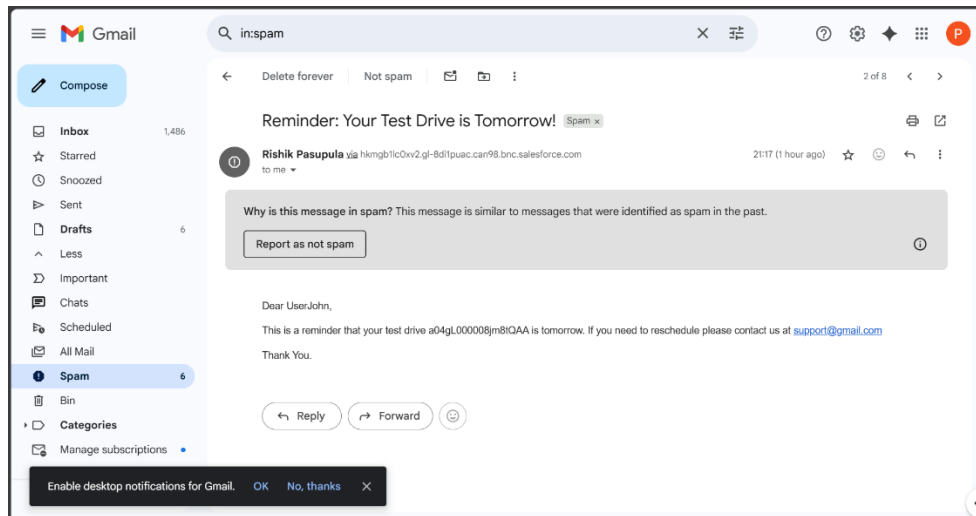 Gmail
in:spam
P
Compose
Delete forever
Not spam
2 of 8
Inbox 1,486
Starred
Snoozed
Sent
Drafts 6
Less
Important
Chats
Scheduled
All Mail
Spam 6
Bin
Categories
Manage subscriptions
Reminder: Your Test Drive is Tomorrow! Spam ×
Rishik Pasupula via hkmgb1lc0xv2.gl-8di1puac.can98.bnc.salesforce.com 21:17 (1 hour ago)
to me
Why is this message in spam? This message is similar to messages that were identified as spam in the past.
Report as not spam
Dear UserJohn,
This is a reminder that your test drive a04gL000008jm8tQAA is tomorrow. If you need to reschedule please contact us at support@gmail.com
Thank You.
Reply
Forward
Enable desktop notifications for Gmail. OK No, thanks